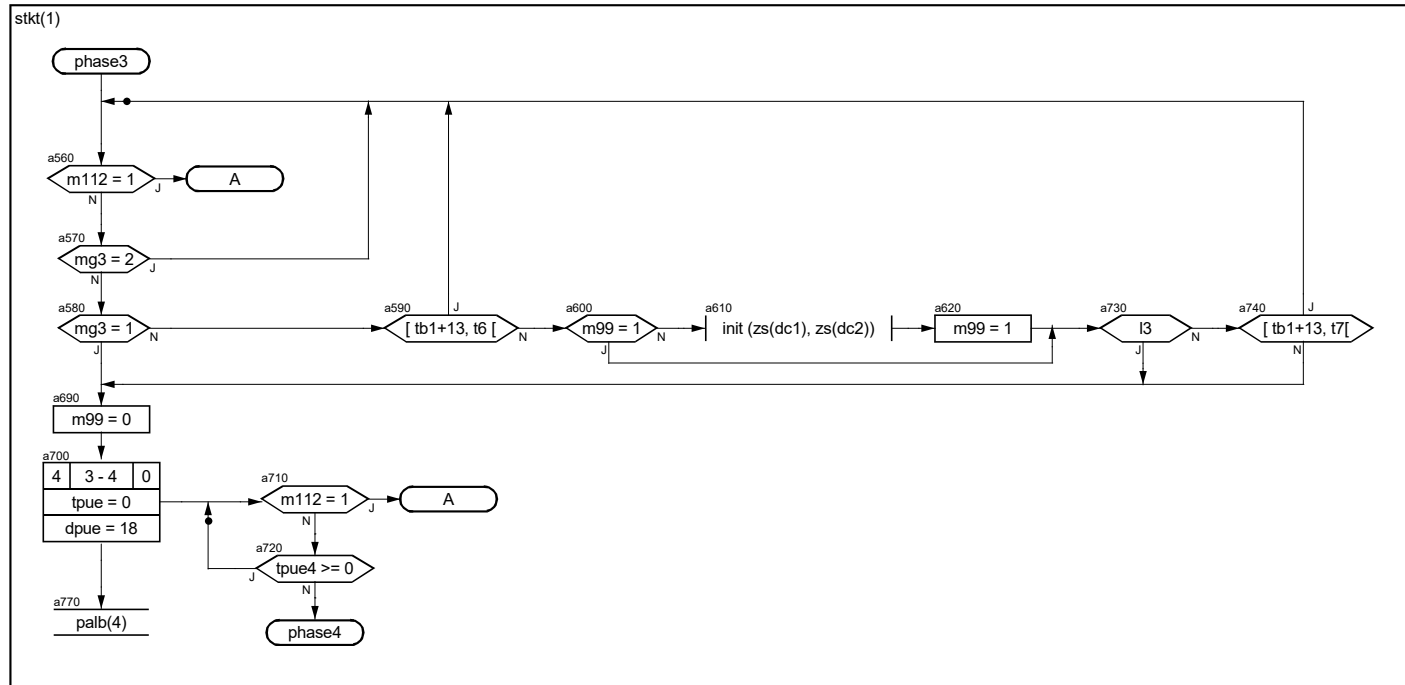 stkt(1)
phase3
a560
m112 = 1
J
A
N
a570
mg3 = 2
J
N
a580
mg3 = 1
N
J
a590
[ tb1+13, t6 [
J
N
a600
m99 = 1
N
J
a610
init (zs(dc1), zs(dc2))
a620
m99 = 1
a730
l3
N
J
a740
[ tb1+13, t7[
J
N
a690
m99 = 0
a700
4 3 - 4 0
tpue = 0
dpue = 18
a710
m112 = 1
J
A
N
a720
tpue4 >= 0
J
N
phase4
a770
palb(4)